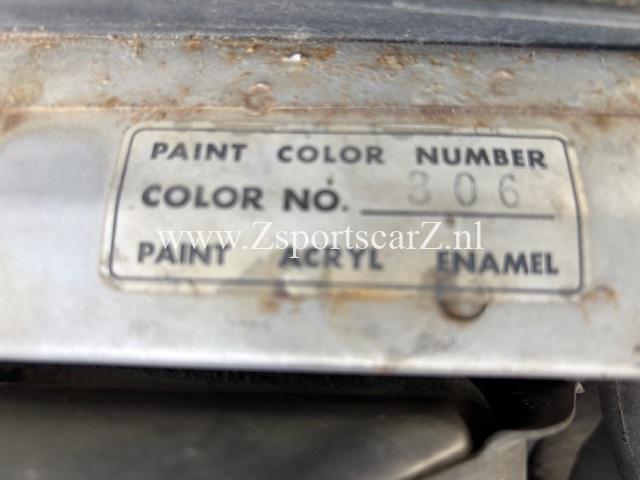 PAINT COLOR NUMBER
COLOR NO. 306
www.ZsportscarZ.nl
PAINT ACRYL ENAMEL